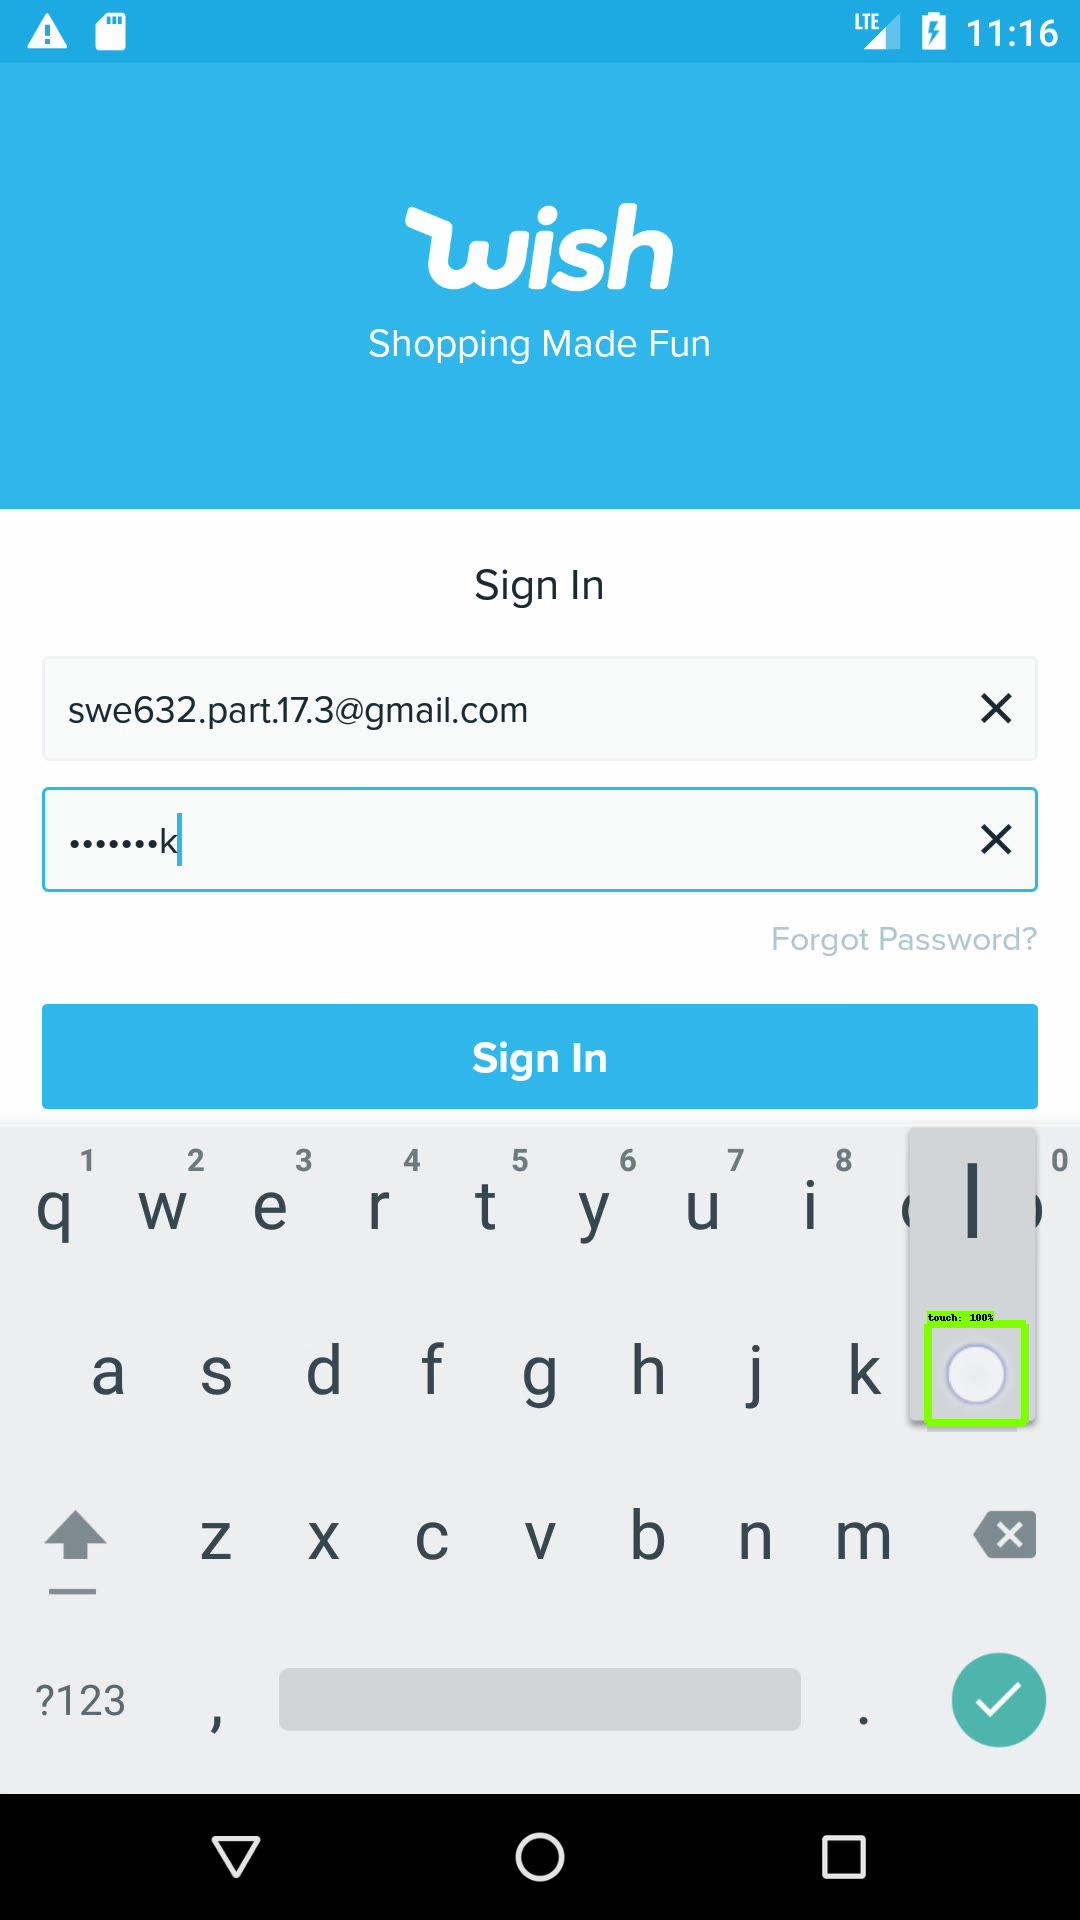 LTE 11:16
wish
Shopping Made Fun
Sign In
swe632.part.17.3@gmail.com
•••••••k
Forgot Password?
Sign In
1 2 3 4 5 6 7 8 0
q w e r t y u i l
touch: 100%
a s d f g h j k
z x c v b n m
?123 , .